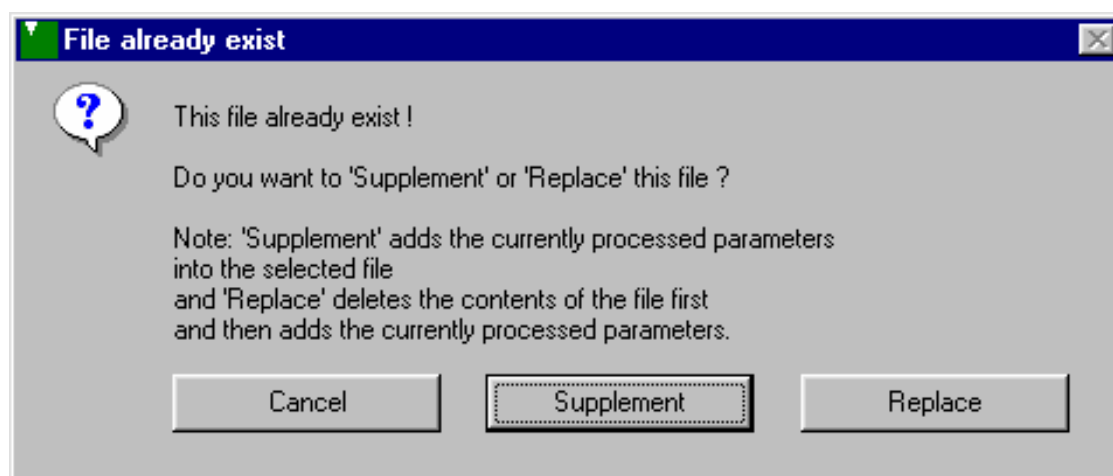 File already exist
This file already exist !
Do you want to 'Supplement' or 'Replace' this file ?
Note: 'Supplement' adds the currently processed parameters
into the selected file
and 'Replace' deletes the contents of the file first
and then adds the currently processed parameters.
Cancel Supplement Replace